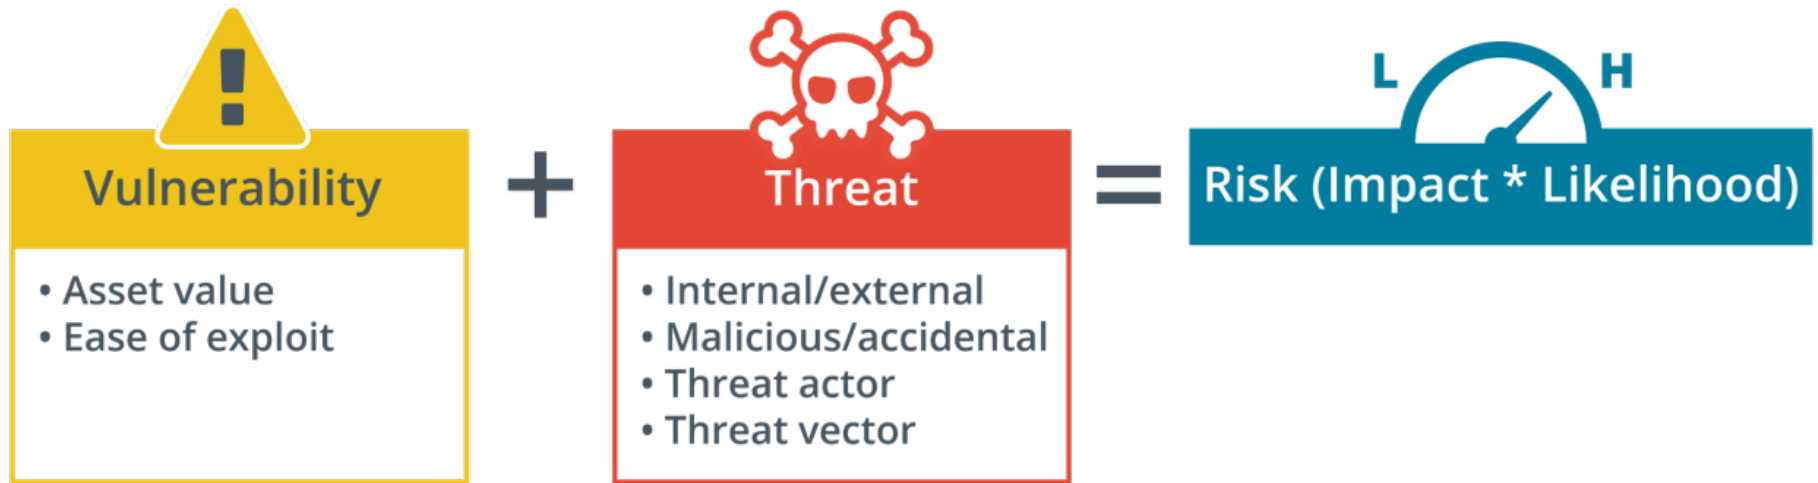 !
L H
Vulnerability + Threat = Risk (Impact * Likelihood)
• Asset value
• Ease of exploit
• Internal/external
• Malicious/accidental
• Threat actor
• Threat vector